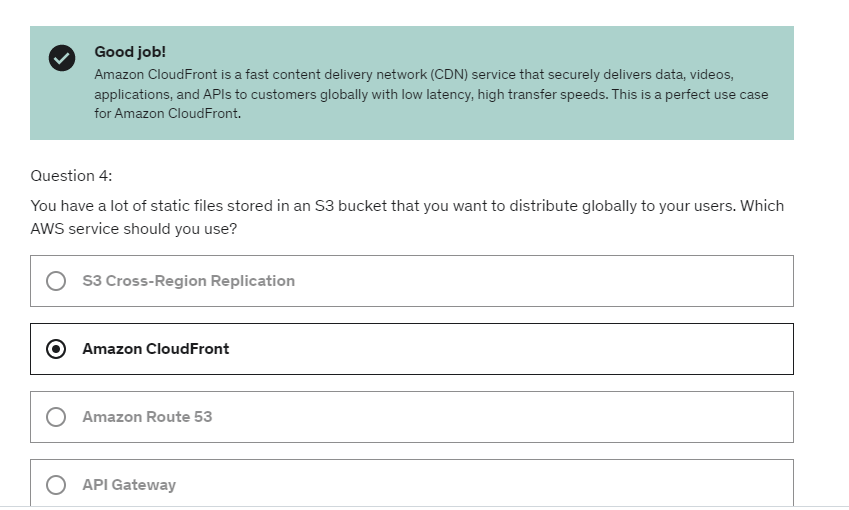 Good job!
Amazon CloudFront is a fast content delivery network (CDN) service that securely delivers data, videos,
applications, and APIs to customers globally with low latency, high transfer speeds. This is a perfect use case
for Amazon CloudFront.
Question 4:
You have a lot of static files stored in an S3 bucket that you want to distribute globally to your users. Which
AWS service should you use?
S3 Cross-Region Replication
Amazon CloudFront
Amazon Route 53
API Gateway